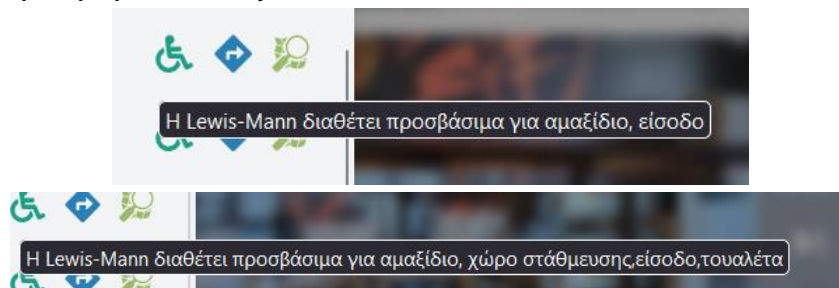 Η Lewis-Mann διαθέτει προσβάσιμα για αμαξίδιο, είσοδο
Η Lewis-Mann διαθέτει προσβάσιμα για αμαξίδιο, χώρο στάθμευσης,είσοδο,τουαλέτα